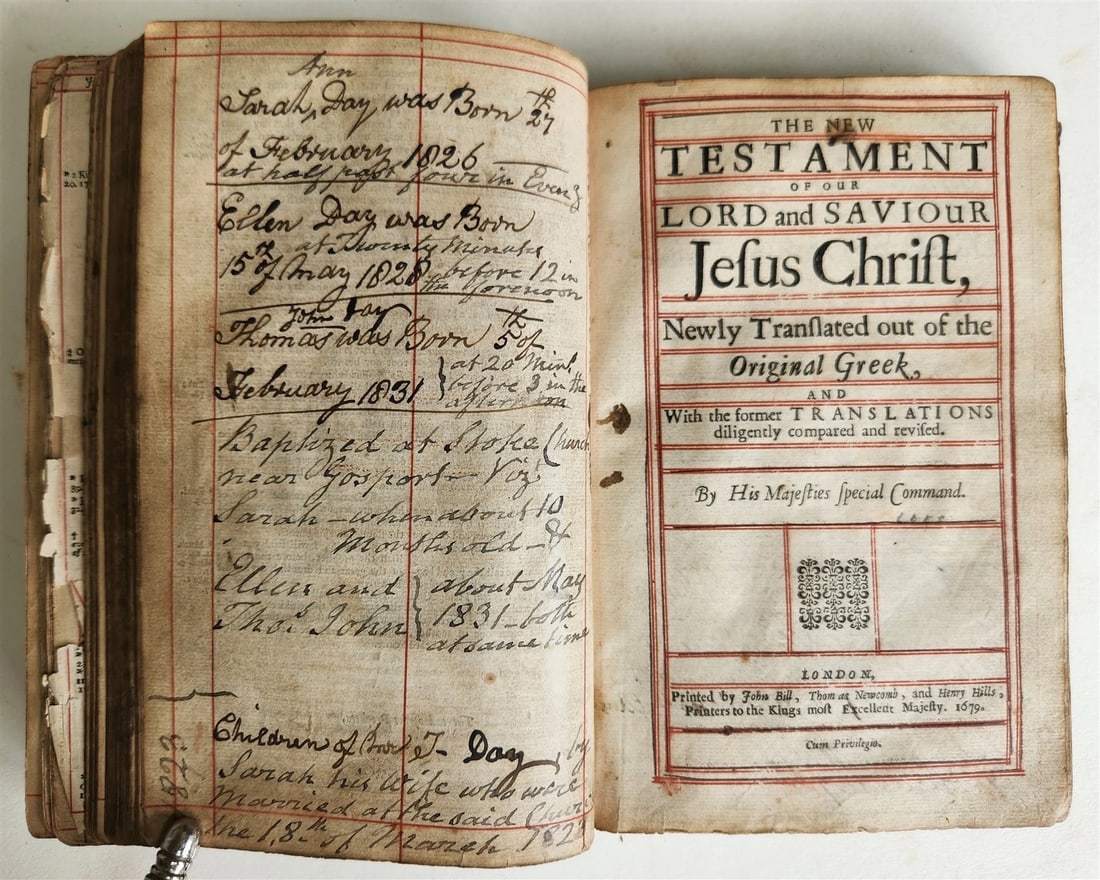 Ann
Sarah, Day was Born 27th
of February 1826
at half past four in Eveng
Ellen Day was Born
at Twenty Minutes
15th of May 1828 before 12 in
the forenoon
John Day
Thomas was Born 5th of
February 1831 } at 20 Mints
before 3 in the
afternoon
Baptized at Stoke Church
near Gosport - Vizt
Sarah - when about 10
Months old - &
Ellen and } about May
Thos. John } 1831 - both
at same time
Children of T - Day, by
Sarah his wife who were
Married at the said
the 18th of March 182
823
THE NEW
TESTAMENT
OF OUR
LORD and SAVIOUR
Jeſus Chriſt,
Newly Tranſlated out of the
Original Greek,
AND
With the former TRANSLATIONS
diligently compared and reviſed.
By His Majeſties ſpecial Command.
LONDON,
Printed by John Bill, Thomas Newcomb, and Henry Hills,
Printers to the Kings moſt Excellent Majeſty. 1679.
Cum Privilegio.